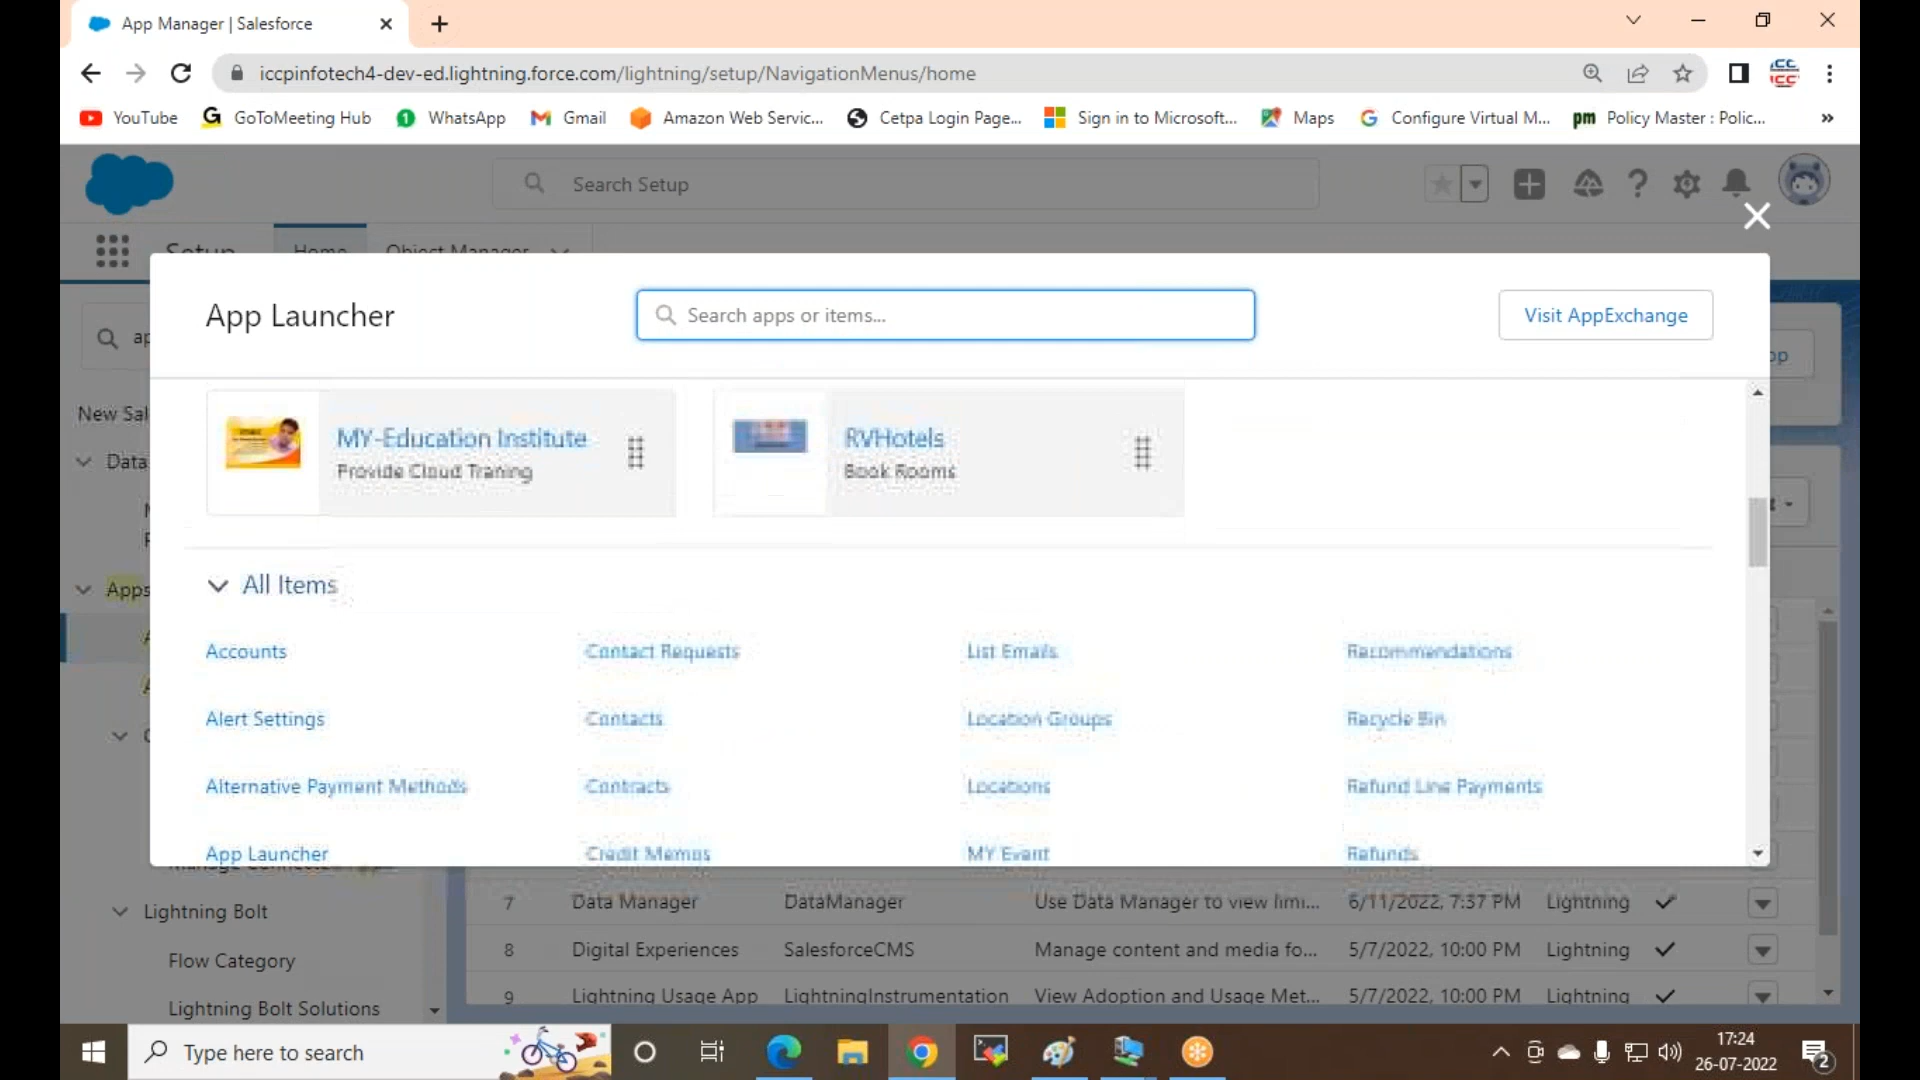 App Manager | Salesforce
iccpinfotech4-dev-ed.lightning.force.com/lightning/setup/NavigationMenus/home
YouTube GoToMeeting Hub WhatsApp Gmail Amazon Web Servic... Cetpa Login Page... Sign in to Microsoft... Maps Configure Virtual M... pm Policy Master : Polic... »
Search Setup
Setup Home Object Manager
App Launcher Search apps or items... Visit AppExchange
New Sal
MY-Education Institute RVHotels
Data
Provide Cloud Traning Book Rooms
All Items
Apps
Accounts Contact Requests List Emails Recommendations
Alert Settings Contacts Location Groups Recycle Bin
Alternative Payment Methods Contracts Locations Refund Line Payments
App Launcher Credit Memos MY Event Refunds
7 Data Manager DataManager Use Data Manager to view limi... 6/11/2022, 7:37 PM Lightning
Lightning Bolt
8 Digital Experiences SalesforceCMS Manage content and media fo... 5/7/2022, 10:00 PM Lightning
Flow Category
9 Lightning Usage App LightningInstrumentation View Adoption and Usage Met... 5/7/2022, 10:00 PM Lightning
Lightning Bolt Solutions
Type here to search
17:24
26-07-2022
2